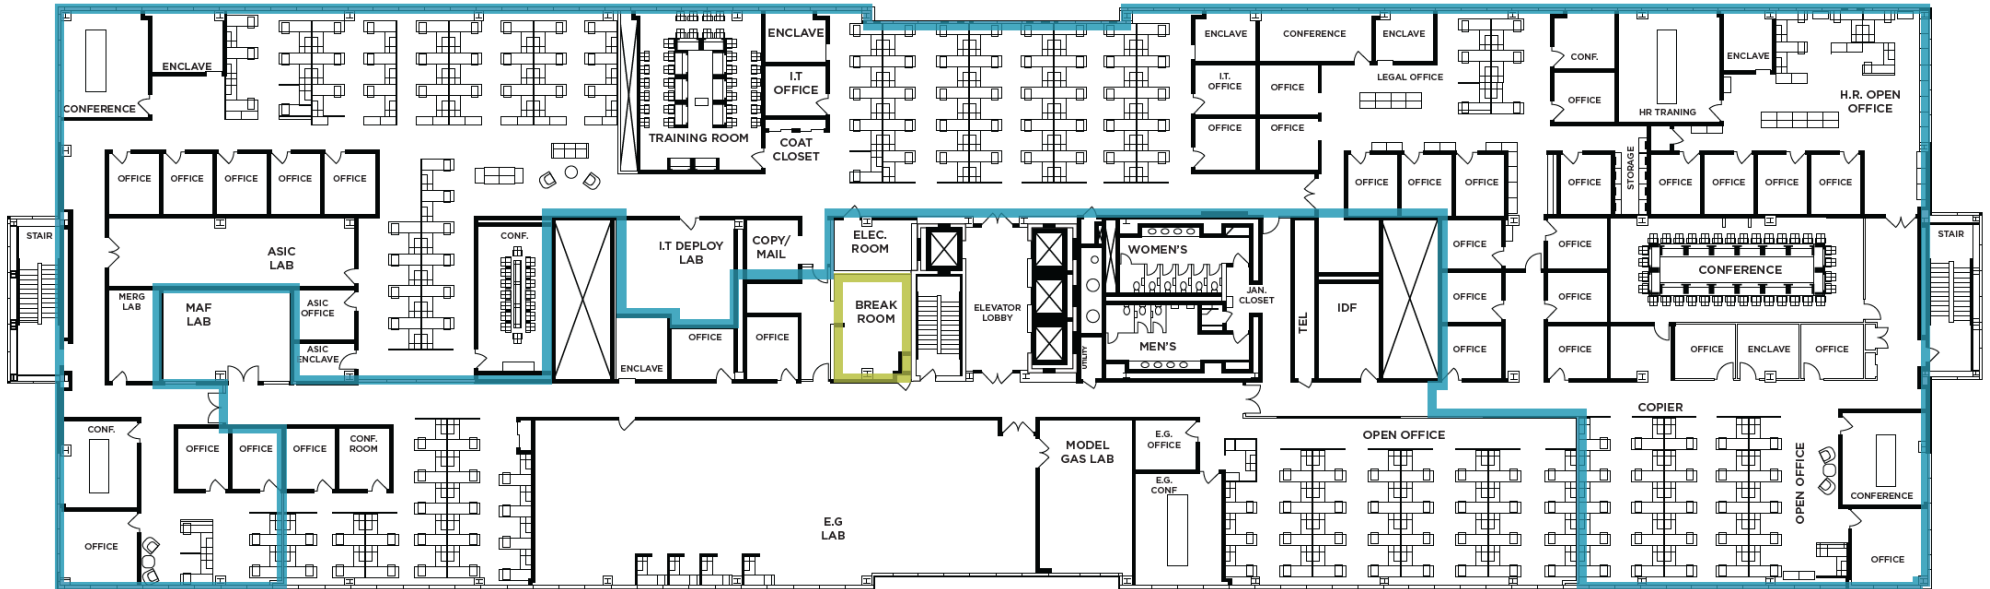 ENCLAVE
CONFERENCE
TRAINING ROOM
ENCLAVE
I.T
OFFICE
COAT
CLOSET
ENCLAVE
CONFERENCE
ENCLAVE
I.T.
OFFICE
OFFICE
LEGAL OFFICE
OFFICE
OFFICE
CONF.
OFFICE
HR TRANING
ENCLAVE
H.R. OPEN
OFFICE
OFFICE
OFFICE
OFFICE
OFFICE
OFFICE
OFFICE
OFFICE
OFFICE
OFFICE
STORAGE
OFFICE
OFFICE
OFFICE
OFFICE
STAIR
ASIC
LAB
CONF.
I.T DEPLOY
LAB
COPY/
MAIL
ELEC.
ROOM
WOMEN'S
OFFICE
OFFICE
CONFERENCE
STAIR
MERG
LAB
MAF
LAB
ASIC
OFFICE
ASIC
ENCLAVE
ENCLAVE
OFFICE
OFFICE
BREAK
ROOM
ELEVATOR
LOBBY
UTILITY
MEN'S
JAN.
CLOSET
TEL
IDF
OFFICE
OFFICE
OFFICE
OFFICE
OFFICE
ENCLAVE
OFFICE
CONF.
OFFICE
OFFICE
OFFICE
CONF.
ROOM
OFFICE
E.G
LAB
MODEL
GAS LAB
E.G.
OFFICE
E.G.
CONF
OPEN OFFICE
COPIER
OPEN OFFICE
CONFERENCE
OFFICE